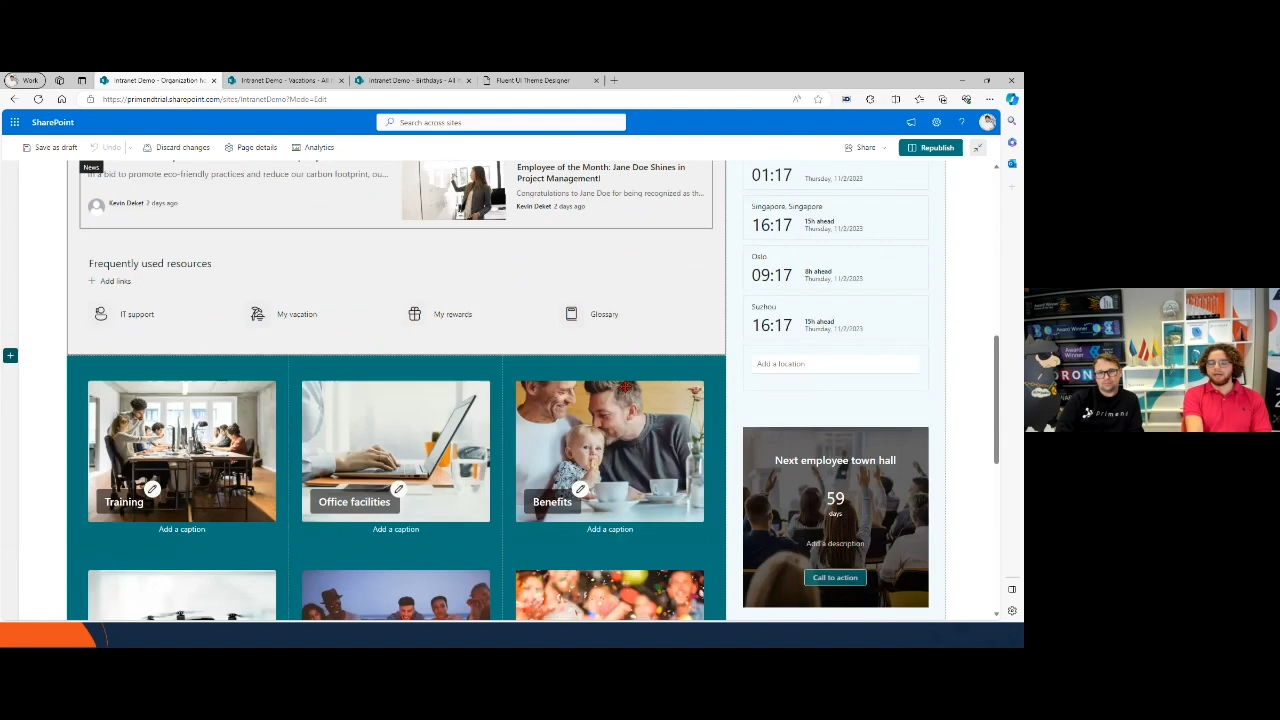 Work
Intranet Demo - Organization h
Intranet Demo - Vacations - All
Intranet Demo - Birthdays - All
Fluent UI Theme Designer
https://primendtrial.sharepoint.com/sites/IntranetDemo?Mode=Edit
SharePoint
Search across sites
Save as draft
Undo
Discard changes
Page details
Analytics
Share
Republish
News
In a bid to promote eco-friendly practices and reduce our carbon footprint, ou...
Kevin Deket 2 days ago
Employee of the Month: Jane Doe Shines in
Project Management!
Congratulations to Jane Doe for being recognized as th...
Kevin Deket 2 days ago
Frequently used resources
Add links
IT support
My vacation
My rewards
Glossary
Training
Add a caption
Office facilities
Add a caption
Benefits
Add a caption
01:17
Thursday, 11/2/2023
Singapore, Singapore
16:17
15h ahead
Thursday, 11/2/2023
Oslo
09:17
8h ahead
Thursday, 11/2/2023
Suzhou
16:17
15h ahead
Thursday, 11/2/2023
Add a location
Next employee town hall
59
days
Add a description
Call to action
Award Winner
Award Winner
Award Winner
Primend